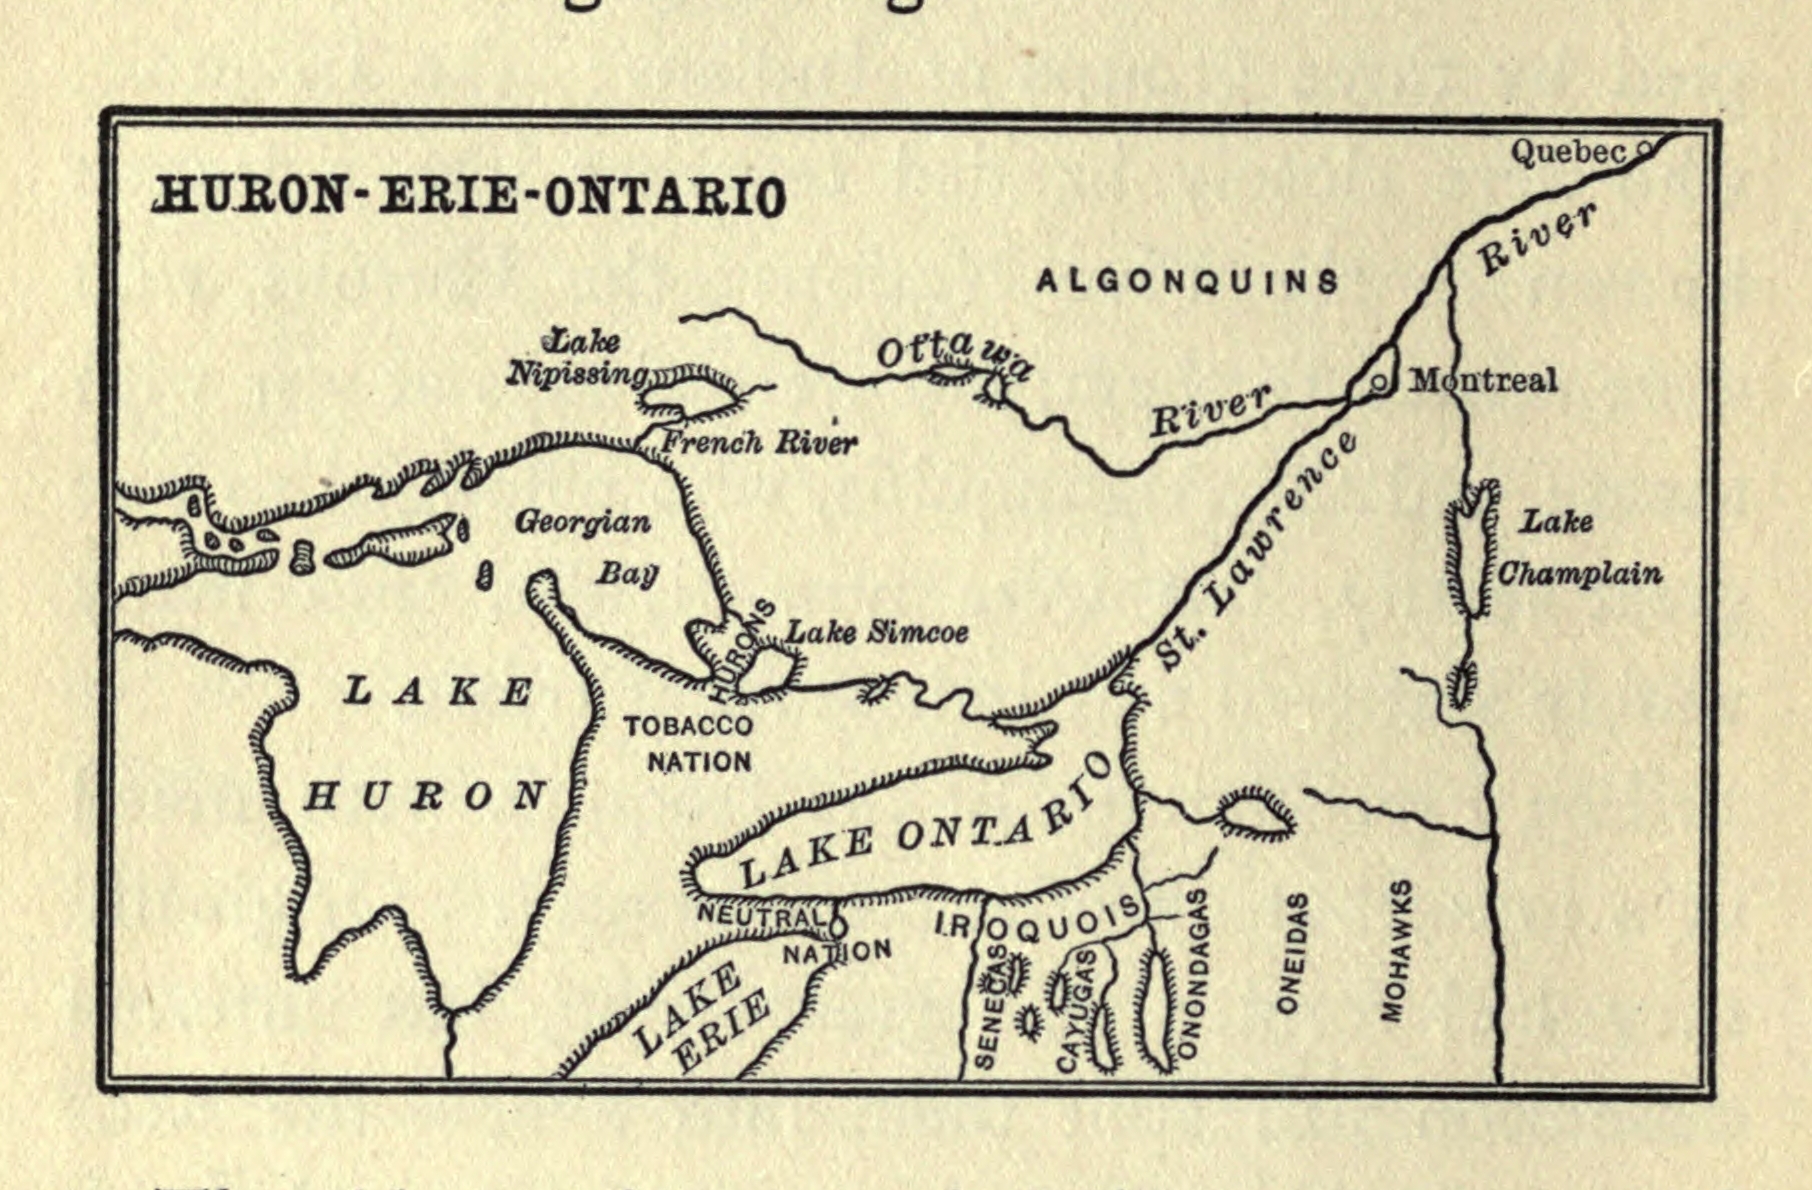 HURON-ERIE-ONTARIO
Quebec
River
ALGONQUINS
Lake
Nipissing
Ottawa
River
Montreal
French River
St. Lawrence
Georgian
Bay
Lake
Champlain
HURONS
Lake Simcoe
LAKE
HURON
TOBACCO
NATION
LAKE ONTARIO
NEUTRAL
NATION
IROQUOIS
LAKE
ERIE
SENECAS
CAYUGAS
ONONDAGAS
ONEIDAS
MOHAWKS